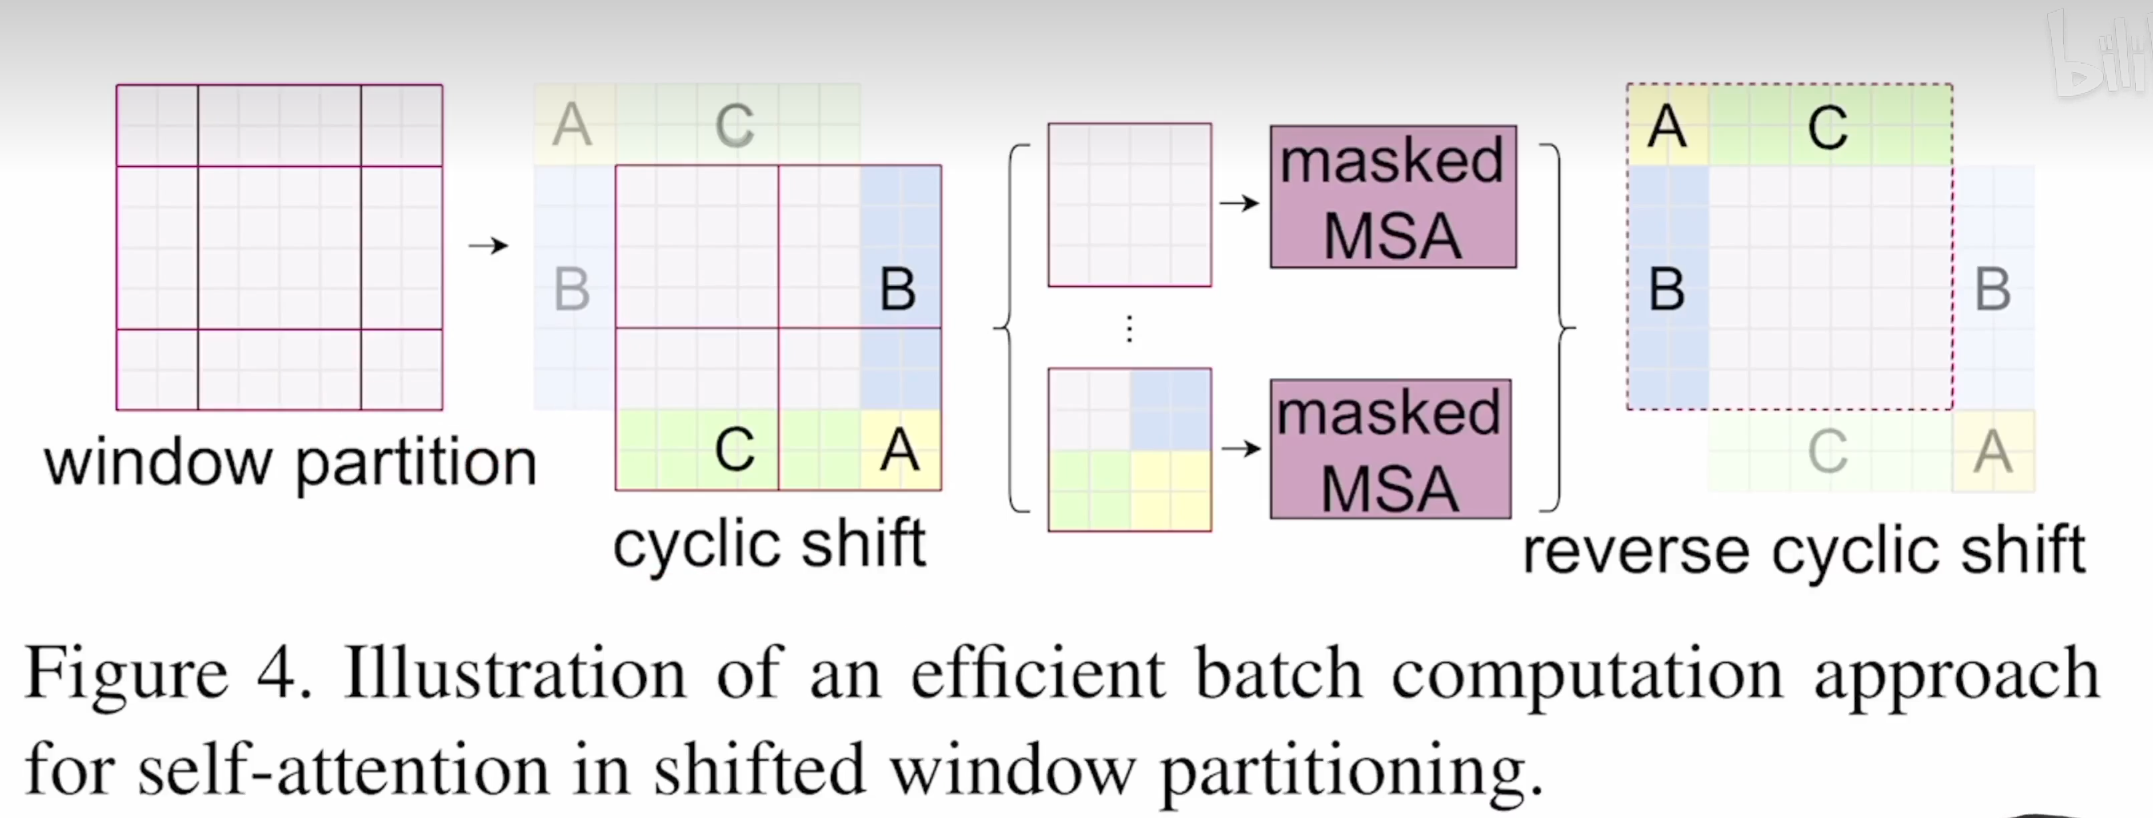 A C
B
B
C A
window partition
cyclic shift
masked
MSA
⋮
masked
MSA
A C
B
B
C A
reverse cyclic shift
Figure 4. Illustration of an efficient batch computation approach
for self-attention in shifted window partitioning.
bili